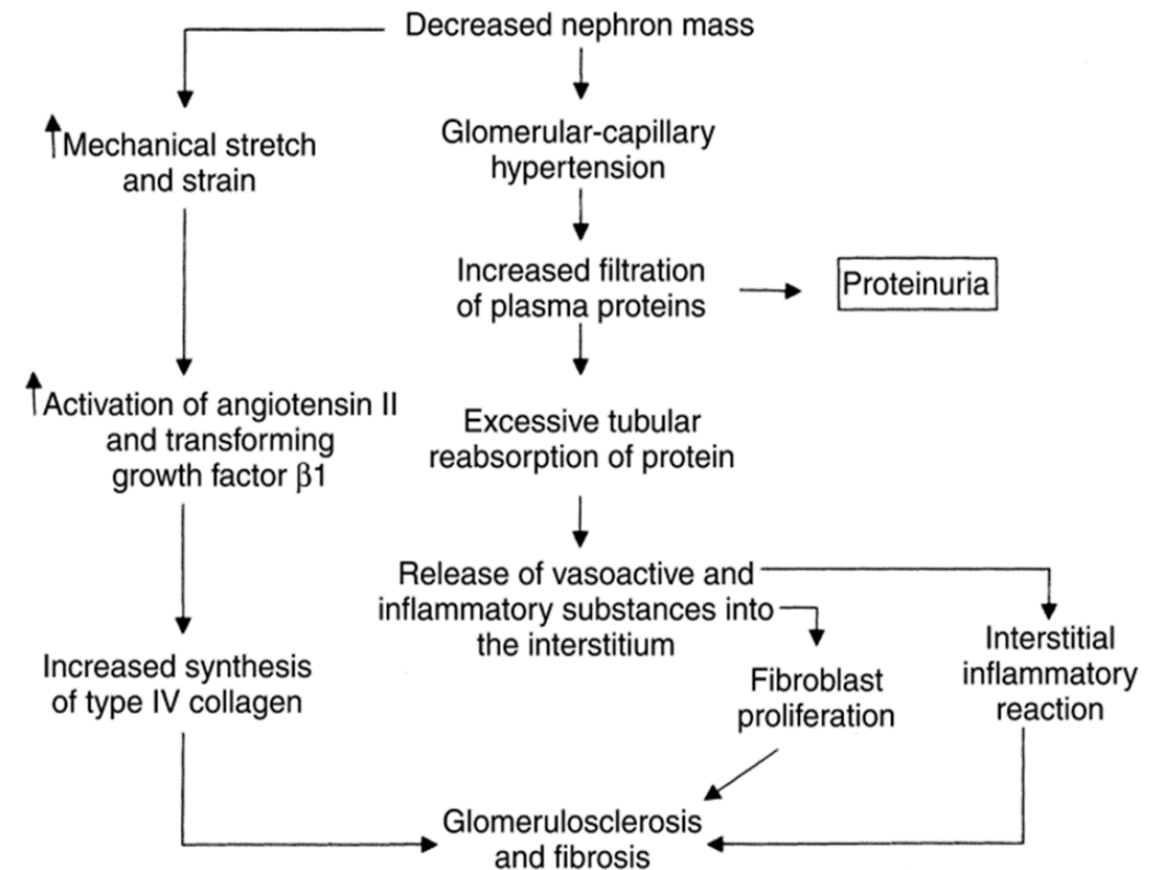 Decreased nephron mass
↑Mechanical stretch
and strain
Glomerular-capillary
hypertension
Increased filtration
of plasma proteins
Proteinuria
↑Activation of angiotensin II
and transforming
growth factor β1
Excessive tubular
reabsorption of protein
Release of vasoactive and
inflammatory substances into
the interstitium
Increased synthesis
of type IV collagen
Fibroblast
proliferation
Interstitial
inflammatory
reaction
Glomerulosclerosis
and fibrosis